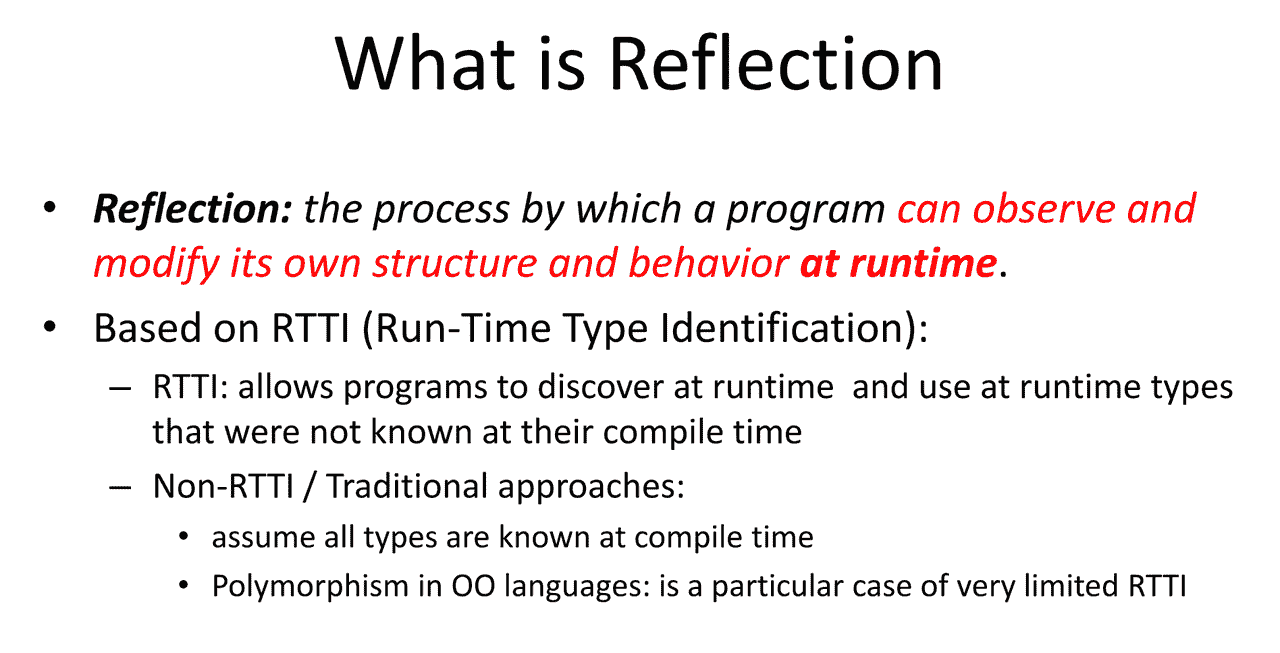 What is Reflection
• Reflection: the process by which a program can observe and
modify its own structure and behavior at runtime.
• Based on RTTI (Run-Time Type Identification):
– RTTI: allows programs to discover at runtime  and use at runtime types
that were not known at their compile time
– Non-RTTI / Traditional approaches:
• assume all types are known at compile time
• Polymorphism in OO languages: is a particular case of very limited RTTI